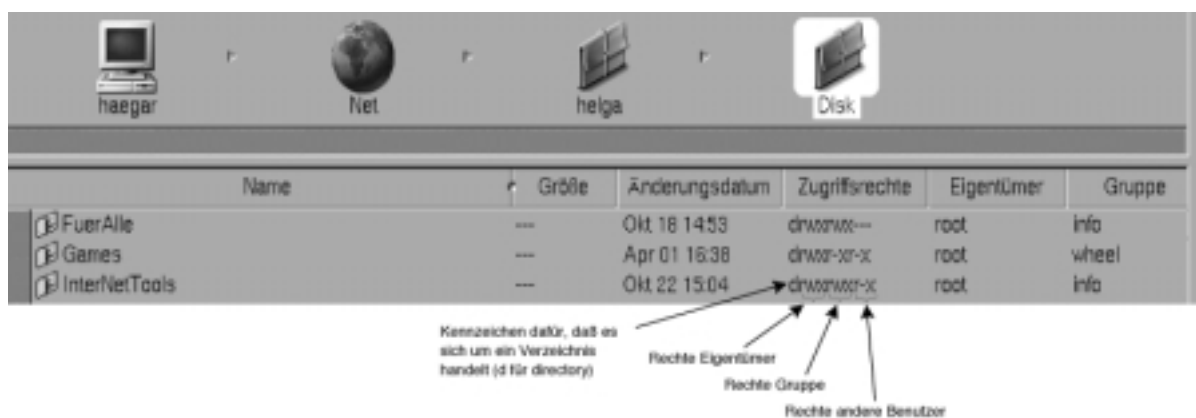 haegar Net helga Disk
Name Größe Änderungsdatum Zugriffsrechte Eigentümer Gruppe
FuerAlle --- Okt 18 14:53 drwxrwx--- root info
Games --- Apr 01 16:38 drwxr-xr-x root wheel
InterNetTools --- Okt 22 15:04 drwxrwxr-x root info
Kennzeichen dafür, daß es
sich um ein Verzeichnis
handelt (d für directory)
Rechte Eigentümer
Rechte Gruppe
Rechte andere Benutzer